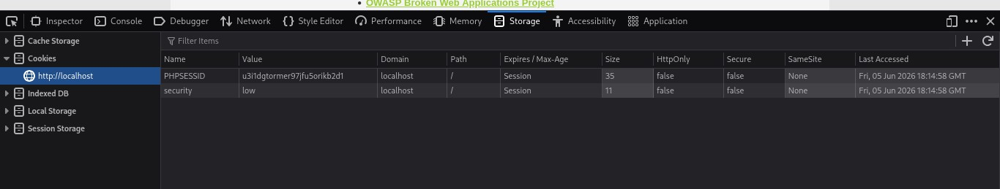 • OWASP Broken Web Applications Project
Inspector Console Debugger Network Style Editor Performance Memory Storage Accessibility Application
Cache Storage
Cookies
http://localhost
Indexed DB
Local Storage
Session Storage
Filter Items
Name Value Domain Path Expires / Max-Age Size HttpOnly Secure SameSite Last Accessed
PHPSESSID u3i1dgtormer97jfu5orikb2d1 localhost / Session 35 false false None Fri, 05 Jun 2026 18:14:58 GMT
security low localhost / Session 11 false false None Fri, 05 Jun 2026 18:14:58 GMT